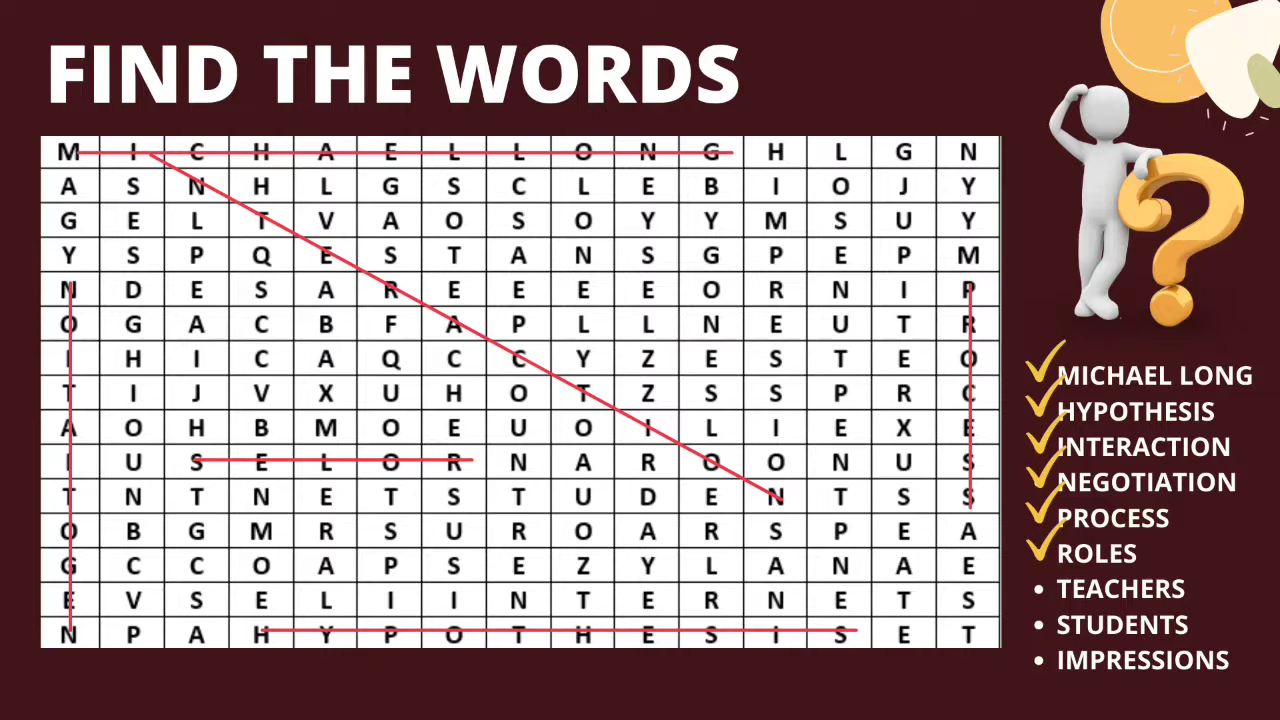 FIND THE WORDS
M I C H A E L L O N G H L G N
A S N H L G S C L E B I O J Y
G E L T V A O S O Y Y M S U Y
Y S P Q E S T A N S G P E P M
N D E S A R E E E E O R N I P
O G A C B F A P L L N E U T R
I H I C A Q C C Y Z E S T E O
T I J V X U H O T Z S S P R C
A O H B M O E U O I L I E X E
I U S E L O R N A R O O N U S
T N T N E T S T U D E N T S S
O B G M R S U R O A R S P E A
G C C O A P S E Z Y L A N A E
E V S E L I I N T E R N E T S
N P A H Y P O T H E S I S E T
MICHAEL LONG
HYPOTHESIS
INTERACTION
NEGOTIATION
PROCESS
ROLES
• TEACHERS
• STUDENTS
• IMPRESSIONS